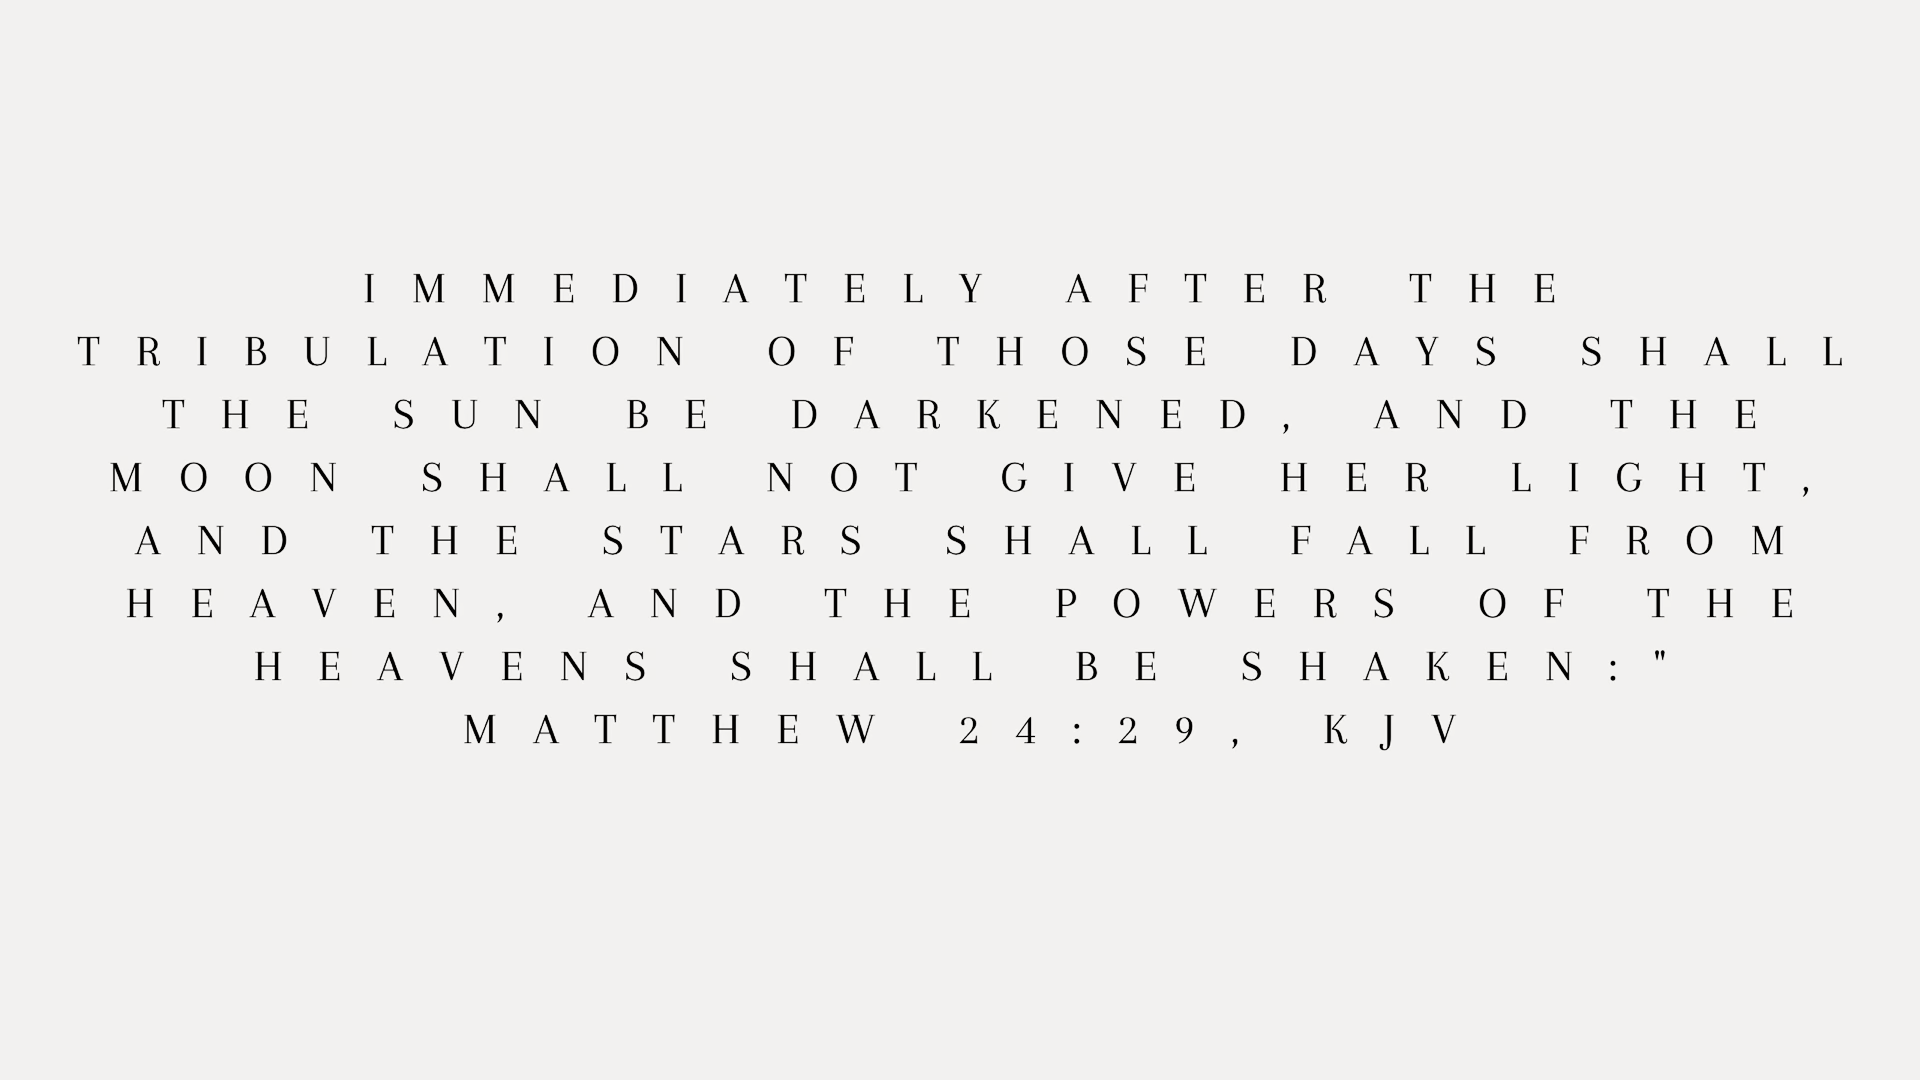 IMMEDIATELY AFTER THE
TRIBULATION OF THOSE DAYS SHALL
THE SUN BE DARKENED, AND THE
MOON SHALL NOT GIVE HER LIGHT,
AND THE STARS SHALL FALL FROM
HEAVEN, AND THE POWERS OF THE
HEAVENS SHALL BE SHAKEN:"
MATTHEW 24:29, KJV